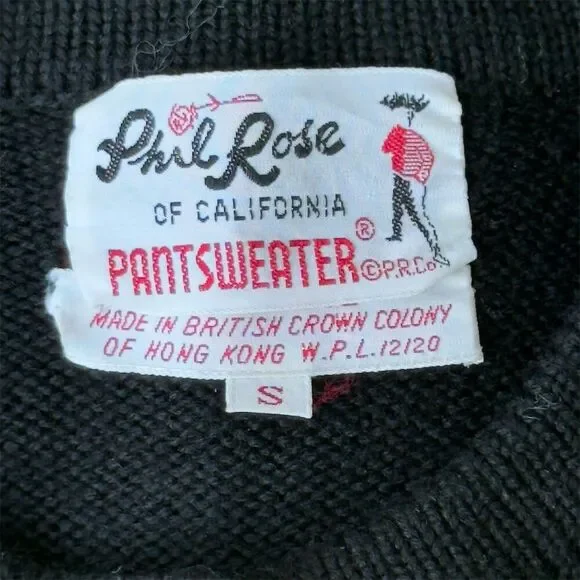 Phil Rose
OF CALIFORNIA
PANTSWEATER® ©P.R.Co.
MADE IN BRITISH CROWN COLONY
OF HONG KONG W.P.L.12120
S